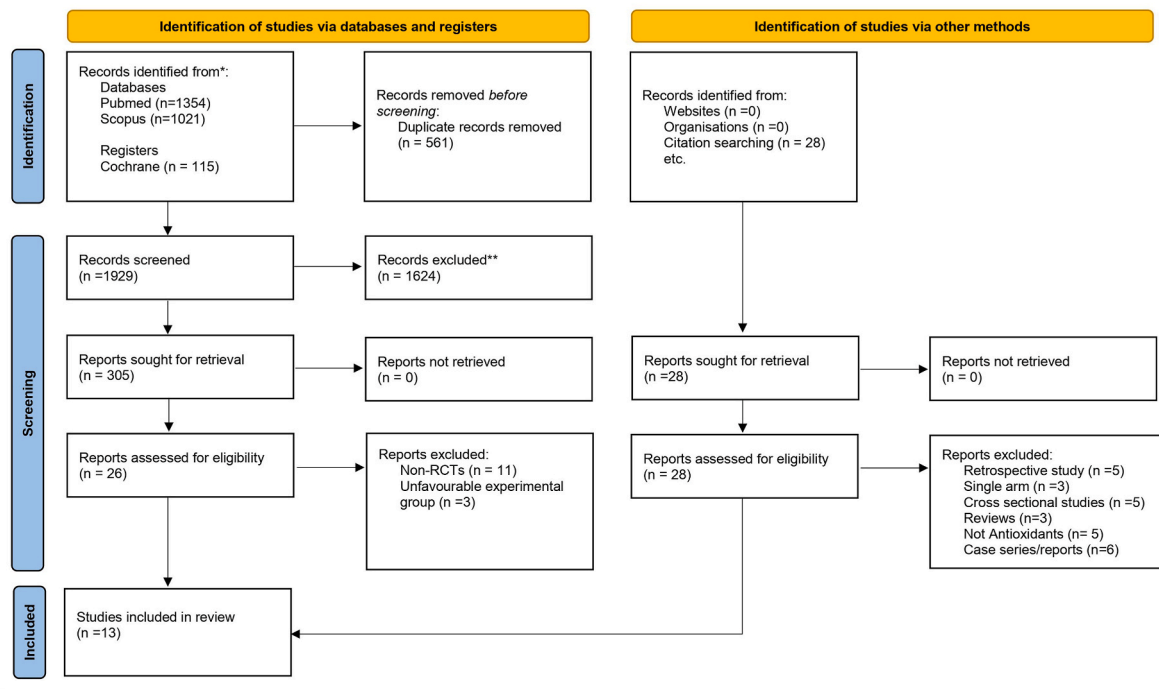 Identification of studies via databases and registers
Identification of studies via other methods
Identification
Records identified from*:
Databases
Pubmed (n=1354)
Scopus (n=1021)
Registers
Cochrane (n = 115)
Records removed before
screening:
Duplicate records removed
(n = 561)
Records identified from:
Websites (n =0)
Organisations (n =0)
Citation searching (n = 28)
etc.
Screening
Records screened
(n =1929)
Records excluded**
(n = 1624)
Reports sought for retrieval
(n = 305)
Reports not retrieved
(n = 0)
Reports sought for retrieval
(n =28)
Reports not retrieved
(n = 0)
Reports assessed for eligibility
(n = 26)
Reports excluded:
Non-RCTs (n = 11)
Unfavourable experimental
group (n =3)
Reports assessed for eligibility
(n = 28)
Reports excluded:
Retrospective study (n =5)
Single arm (n =3)
Cross sectional studies (n =5)
Reviews (n=3)
Not Antioxidants (n= 5)
Case series/reports (n=6)
Included
Studies included in review
(n =13)